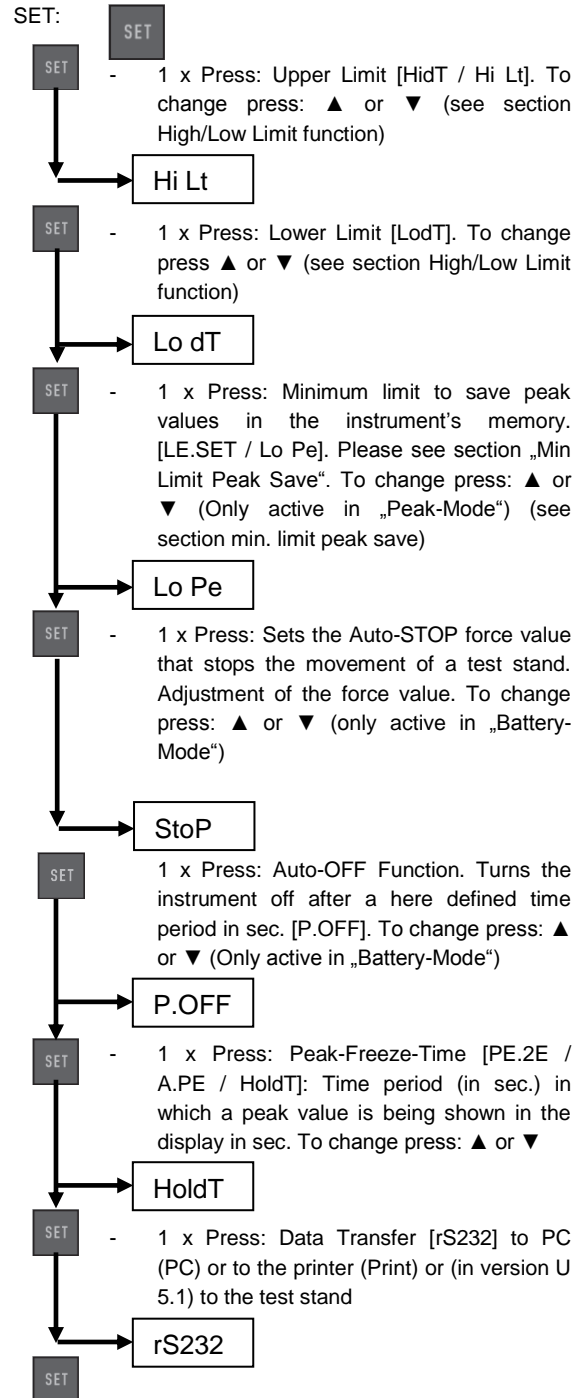 SET:
SET
SET
- 1 x Press: Upper Limit [HidT / Hi Lt]. To
change press: ▲ or ▼ (see section
High/Low Limit function)
Hi Lt
SET
- 1 x Press: Lower Limit [LodT]. To change
press ▲ or ▼ (see section High/Low Limit
function)
Lo dT
SET
- 1 x Press: Minimum limit to save peak
values in the instrument’s memory.
[LE.SET / Lo Pe]. Please see section „Min
Limit Peak Save“. To change press: ▲ or
▼ (Only active in „Peak-Mode“) (see
section min. limit peak save)
Lo Pe
SET
- 1 x Press: Sets the Auto-STOP force value
that stops the movement of a test stand.
Adjustment of the force value. To change
press: ▲ or ▼ (only active in „Battery-
Mode“)
StoP
SET
1 x Press: Auto-OFF Function. Turns the
instrument off after a here defined time
period in sec. [P.OFF]. To change press: ▲
or ▼ (Only active in „Battery-Mode“)
P.OFF
SET
- 1 x Press: Peak-Freeze-Time [PE.2E /
A.PE / HoldT]: Time period (in sec.) in
which a peak value is being shown in the
display in sec. To change press: ▲ or ▼
HoldT
SET
- 1 x Press: Data Transfer [rS232] to PC
(PC) or to the printer (Print) or (in version U
5.1) to the test stand
rS232
SET